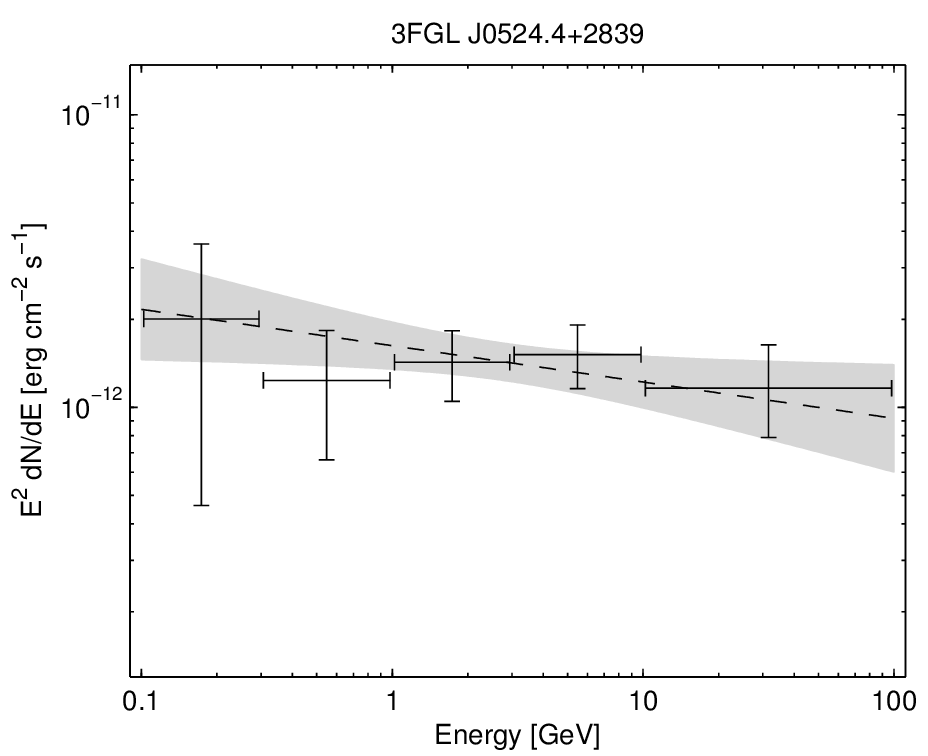 3FGL J0524.4+2839
10⁻¹¹
10⁻¹²
E² dN/dE [erg cm⁻² s⁻¹]
0.1 1 10 100
Energy [GeV]